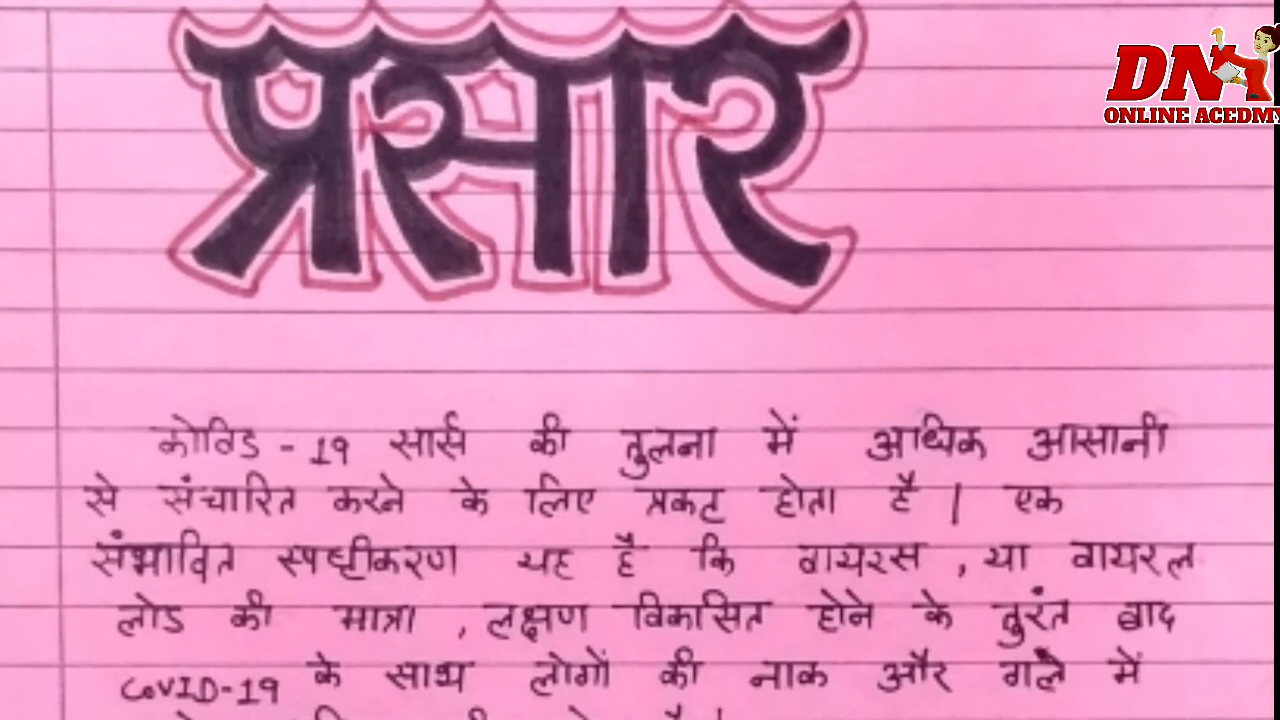 प्रसार
DN
ONLINE ACEDMY
कोविड - 19 सार्स की तुलना में अधिक आसानी
से संचारित करने के लिए प्रकट होता है। एक
संभावित स्पष्टीकरण यह है कि वायरस , या वायरल
लोड की मात्रा , लक्षण विकासित होने के तुरंत बाद
COVID-19 के साथ लोगों की नाक और गले में